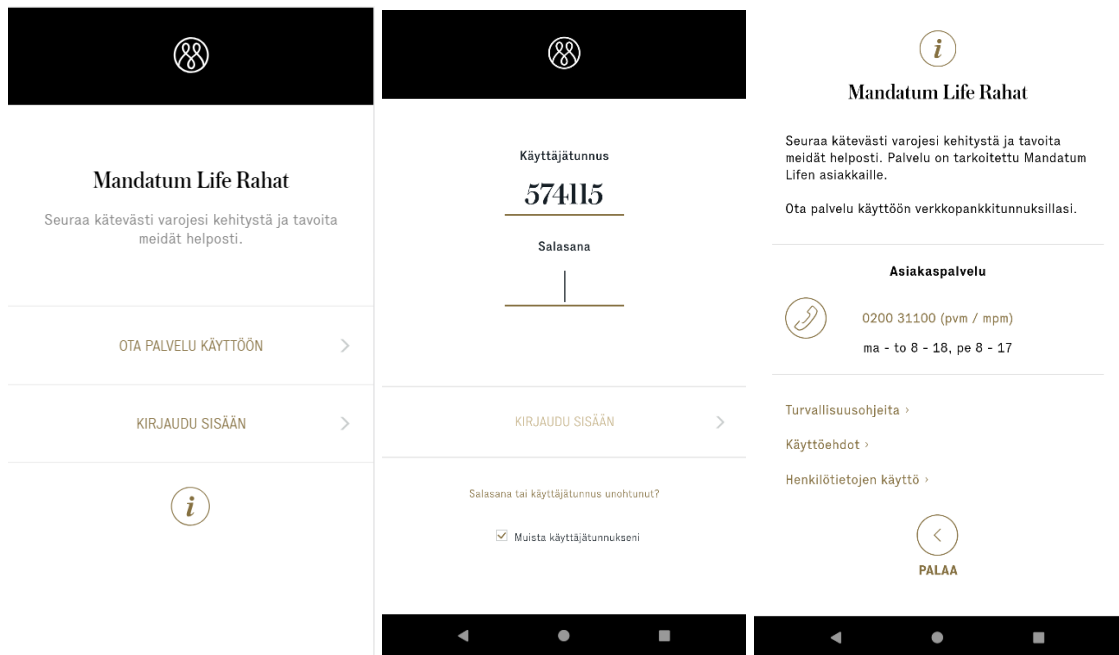 Mandatum Life Rahat
Seuraa kätevästi varojesi kehitystä ja tavoita
meidät helposti.
OTA PALVELU KÄYTTÖÖN
KIRJAUDU SISÄÄN
i
Käyttäjätunnus
574115
Salasana
KIRJAUDU SISÄÄN
Salasana tai käyttäjätunnus unohtunut?
Muista käyttäjätunnukseni
i
Mandatum Life Rahat
Seuraa kätevästi varojesi kehitystä ja tavoita
meidät helposti. Palvelu on tarkoitettu Mandatum
Lifen asiakkaille.
Ota palvelu käyttöön verkkopankkitunnuksillasi.
Asiakaspalvelu
0200 31100 (pvm / mpm)
ma - to 8 - 18, pe 8 - 17
Turvallisuusohjeita ›
Käyttöehdot ›
Henkilötietojen käyttö ›
PALAA